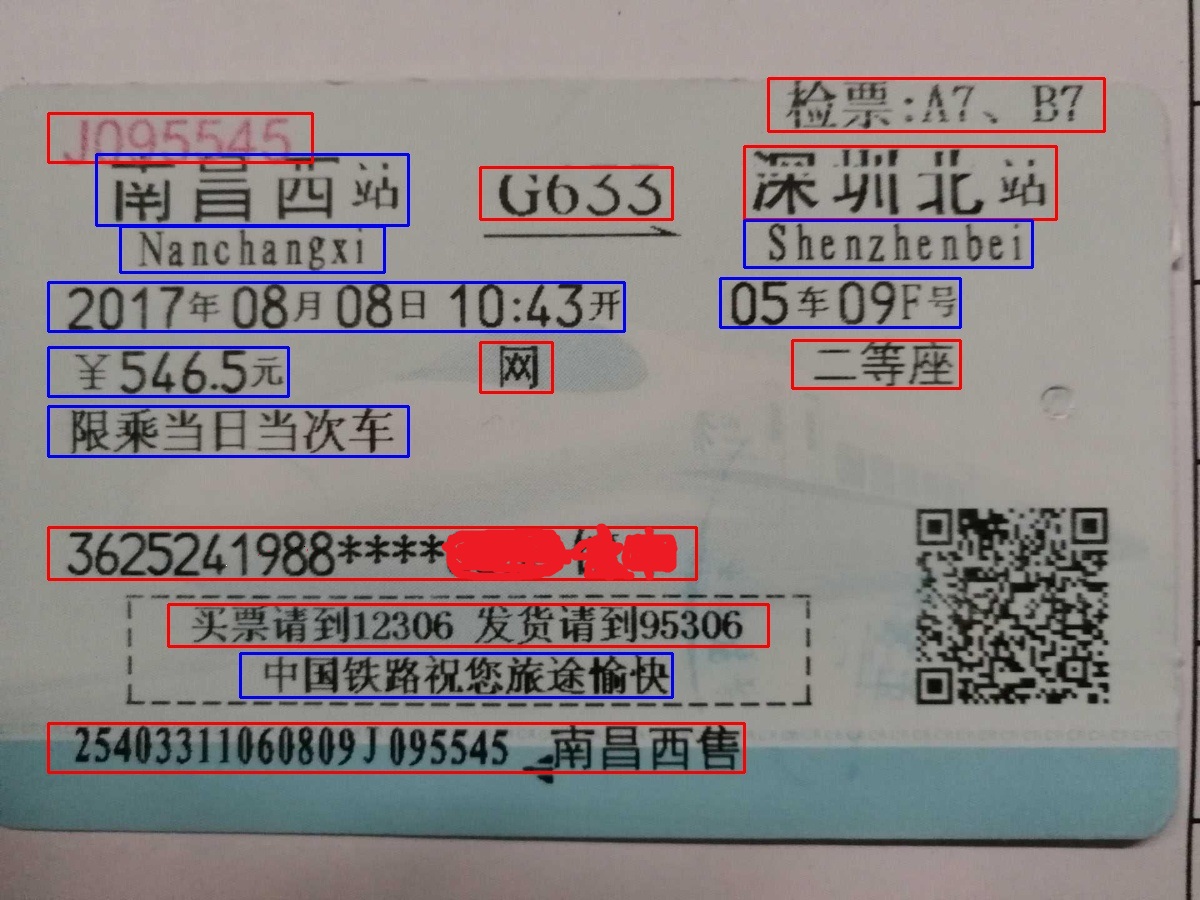 检票:A7、B7
J095545
南昌西站 G633 深圳北站
Nanchangxi Shenzhenbei
2017年08月08日 10:43开 05车09F号
￥546.5元 网 二等座
限乘当日当次车
3625241988****
买票请到12306 发货请到95306
中国铁路祝您旅途愉快
25403311060809J095545 南昌西售